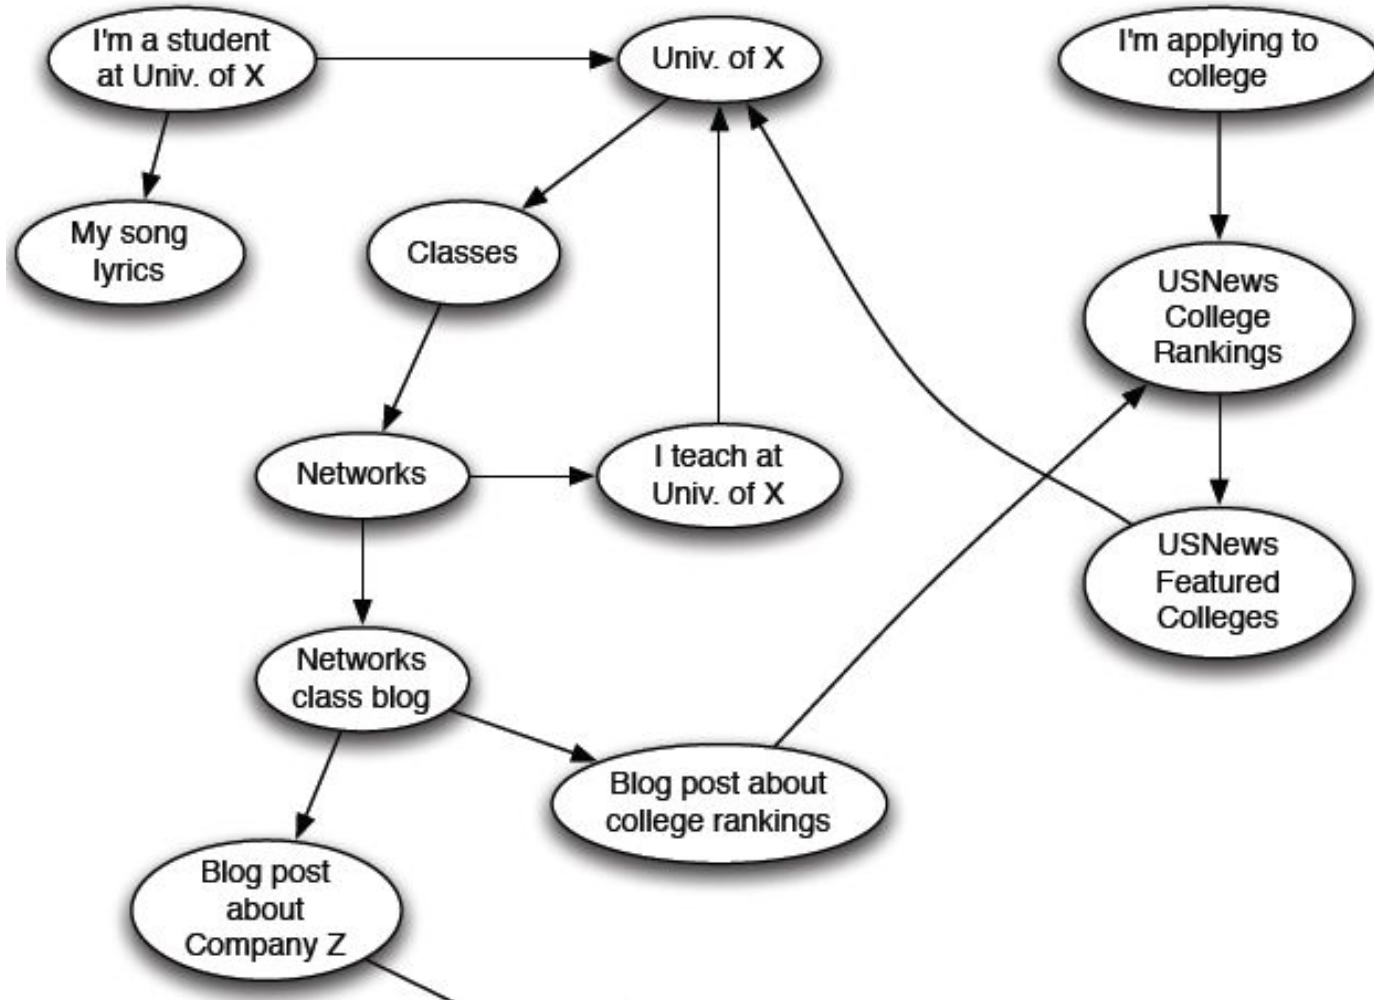 I'm a student
at Univ. of X
Univ. of X
I'm applying to
college
My song
lyrics
Classes
USNews
College
Rankings
Networks
I teach at
Univ. of X
USNews
Featured
Colleges
Networks
class blog
Blog post about
college rankings
Blog post
about
Company Z